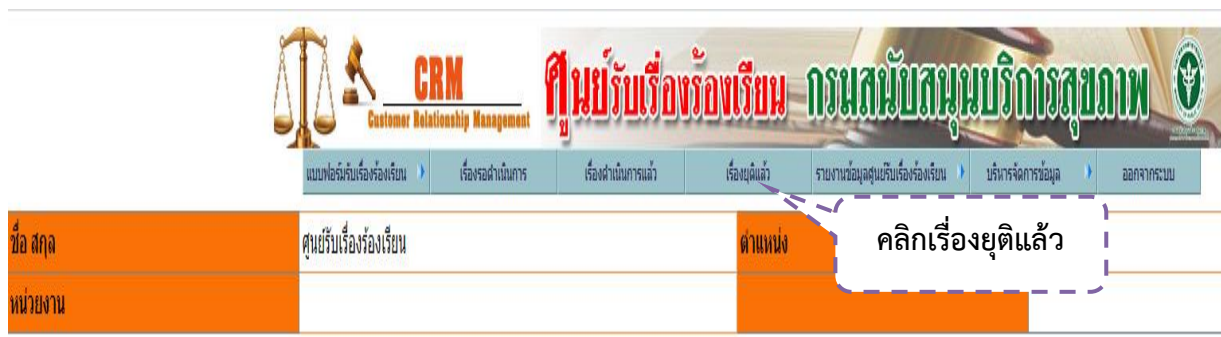 CRM
Customer Relationship Management
ศูนย์รับเรื่องร้องเรียน กรมสนับสนุนบริการสุขภาพ
แบบฟอร์มรับเรื่องร้องเรียน เรื่องรอดำเนินการ เรื่องดำเนินการแล้ว เรื่องยุติแล้ว รายงานข้อมูลศูนย์รับเรื่องร้องเรียน บริหารจัดการข้อมูล ออกจากระบบ
ชื่อ สกุล ศูนย์รับเรื่องร้องเรียน ตำแหน่ง
คลิกเรื่องยุติแล้ว
หน่วยงาน